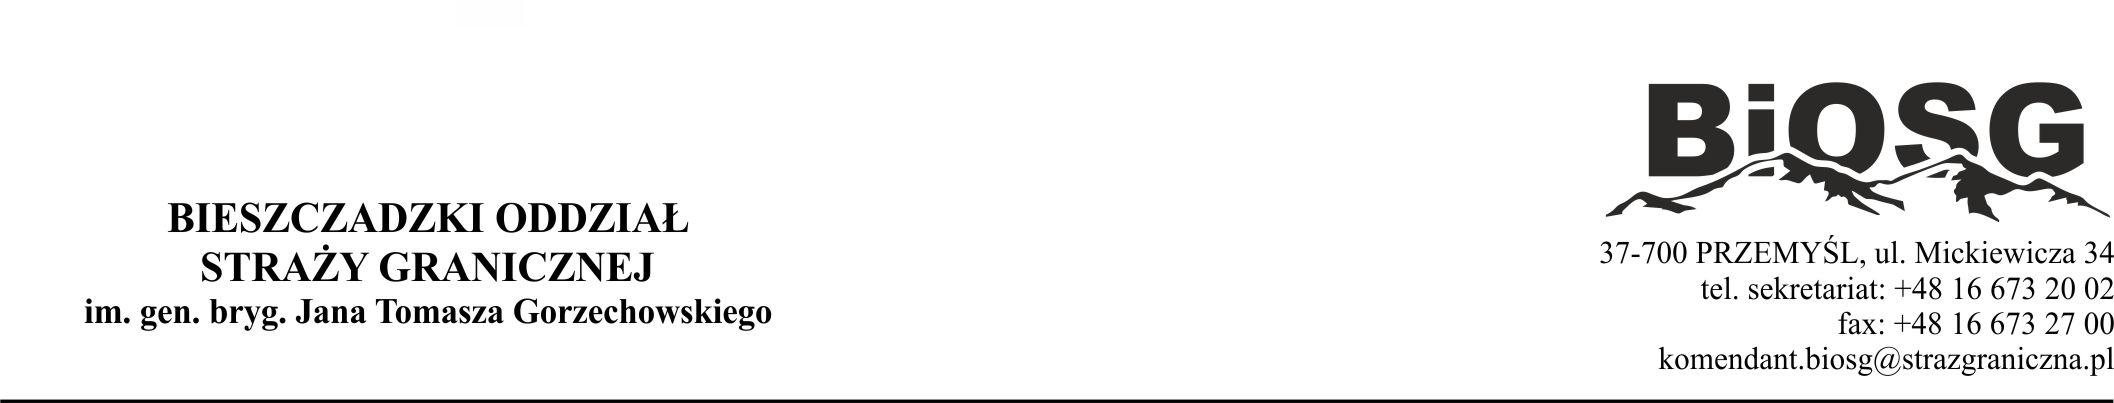 BIESZCZADZKI ODDZIAŁ
STRAŻY GRANICZNEJ
im. gen. bryg. Jana Tomasza Gorzechowskiego
BiOSG
37-700 PRZEMYŚL, ul. Mickiewicza 34
tel. sekretariat: +48 16 673 20 02
fax: +48 16 673 27 00
komendant.biosg@strazgraniczna.pl